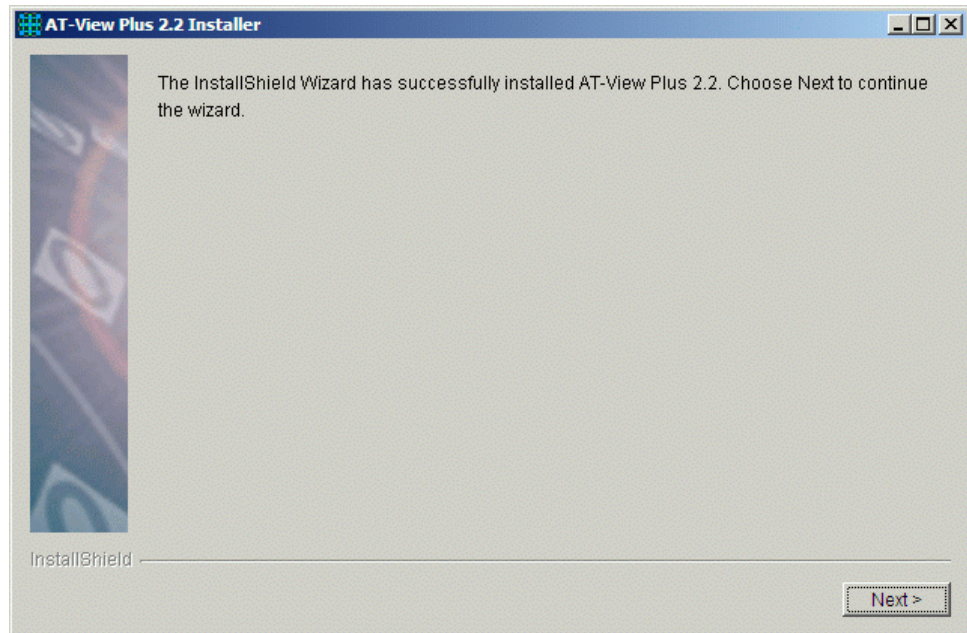 AT-View Plus 2.2 Installer
The InstallShield Wizard has successfully installed AT-View Plus 2.2. Choose Next to continue
the wizard.
InstallShield
Next >